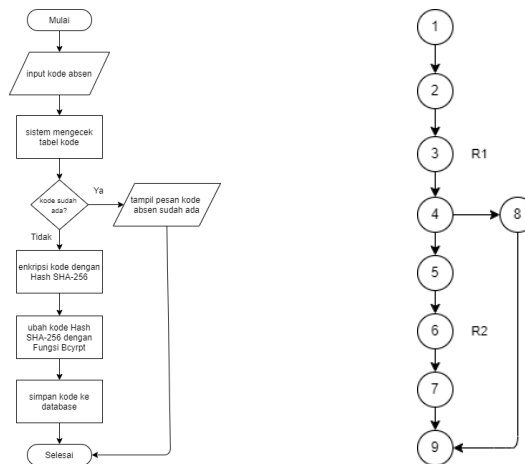 Mulai
input kode absen
sistem mengecek
tabel kode
kode sudah
ada?
Ya
tampil pesan kode
absen sudah ada
Tidak
enkripsi kode dengan
Hash SHA-256
ubah kode Hash
SHA-256 dengan
Fungsi Bcyrpt
simpan kode ke
database
Selesai
1
2
3
R1
4
8
5
6
R2
7
9